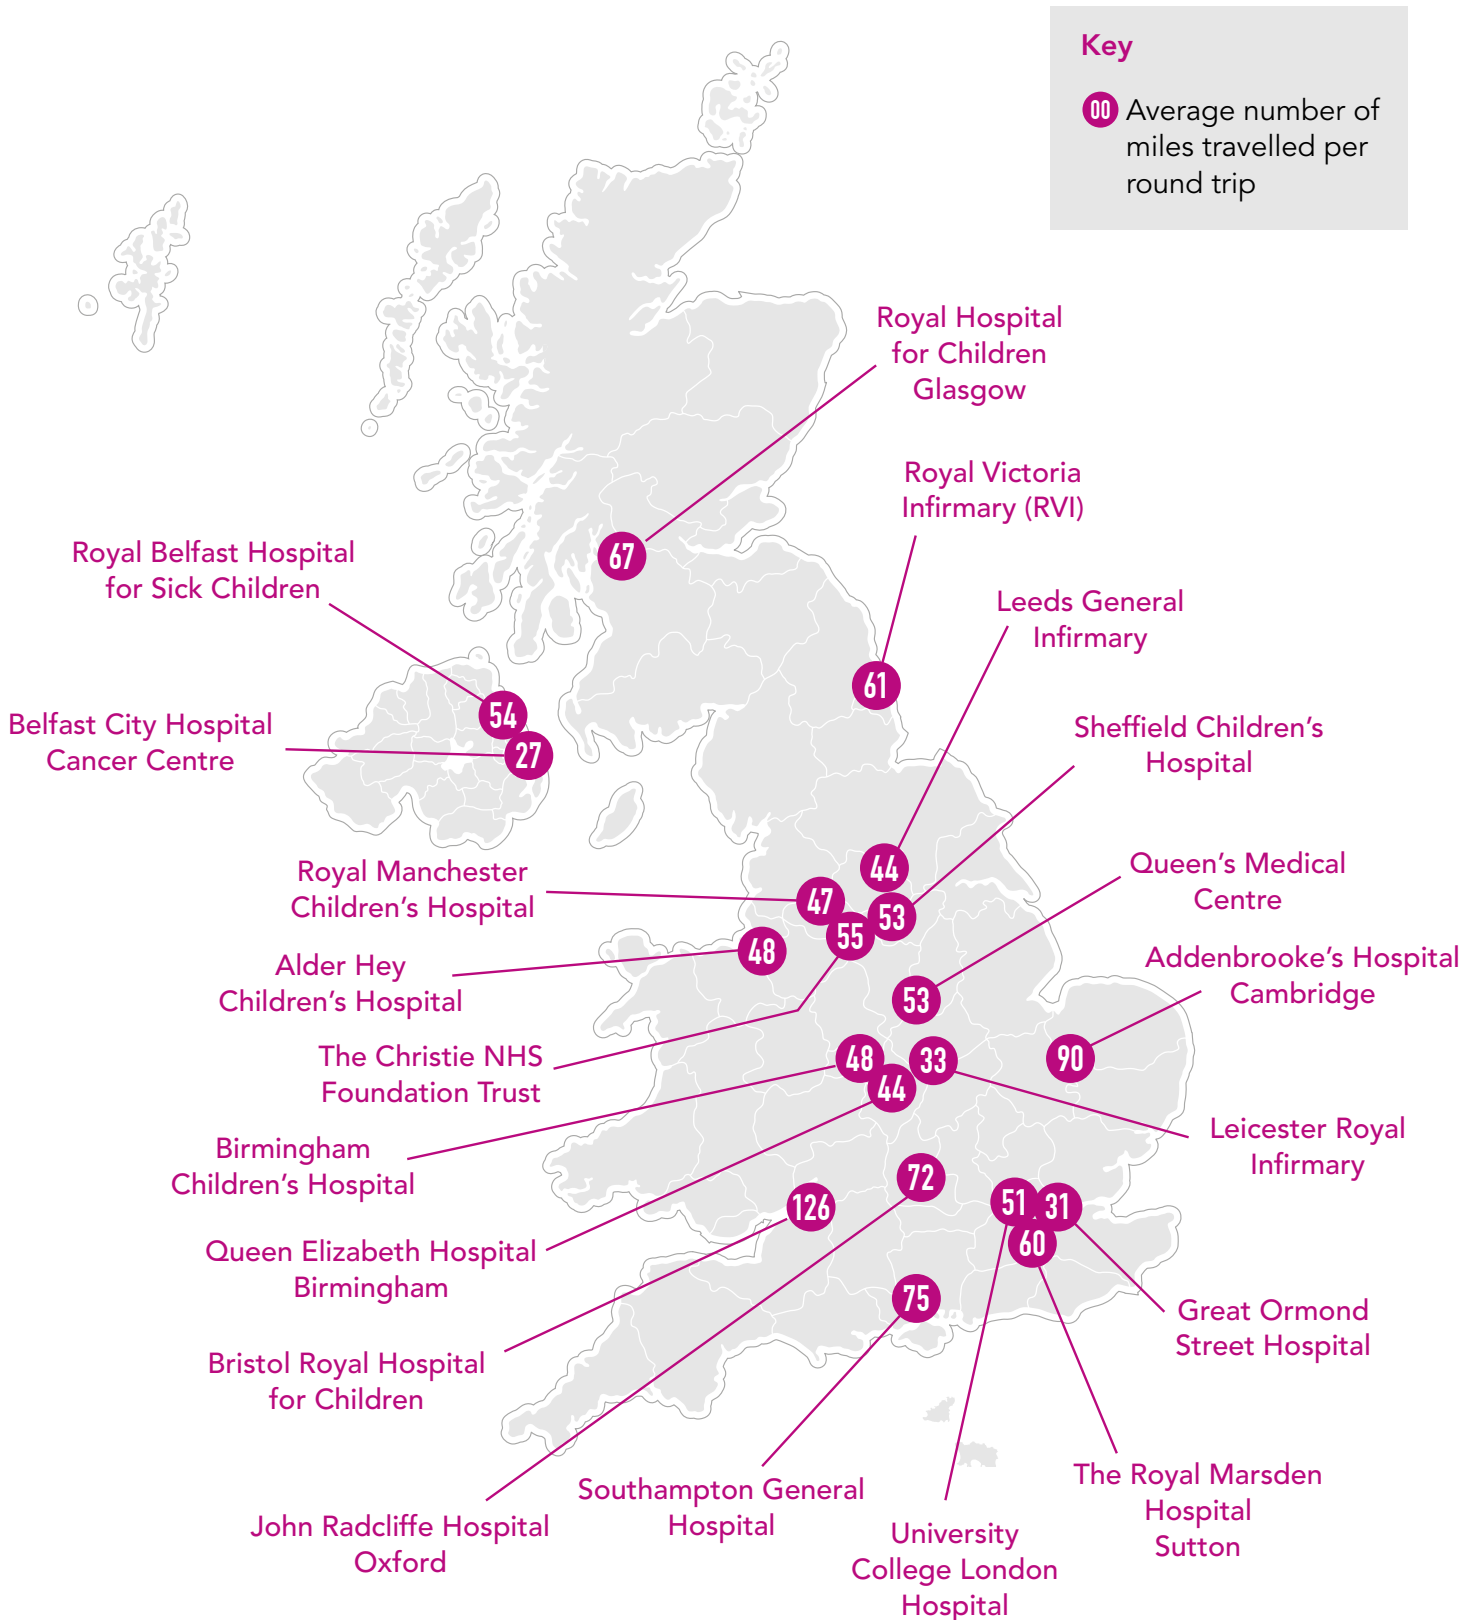 Key
00 Average number of
miles travelled per
round trip
Royal Hospital
for Children
Glasgow
Royal Victoria
Infirmary (RVI)
67
Royal Belfast Hospital
for Sick Children
Leeds General
Infirmary
61
54
Belfast City Hospital
Cancer Centre
27
Sheffield Children’s
Hospital
Royal Manchester
Children’s Hospital
44
47
53
55
48
Queen’s Medical
Centre
Alder Hey
Children’s Hospital
53
Addenbrooke’s Hospital
Cambridge
The Christie NHS
Foundation Trust
48
33
44
90
Birmingham
Children’s Hospital
Leicester Royal
Infirmary
72
126
51
31
60
Queen Elizabeth Hospital
Birmingham
75
Great Ormond
Street Hospital
Bristol Royal Hospital
for Children
Southampton General
Hospital
The Royal Marsden
Hospital
Sutton
John Radcliffe Hospital
Oxford
University
College London
Hospital